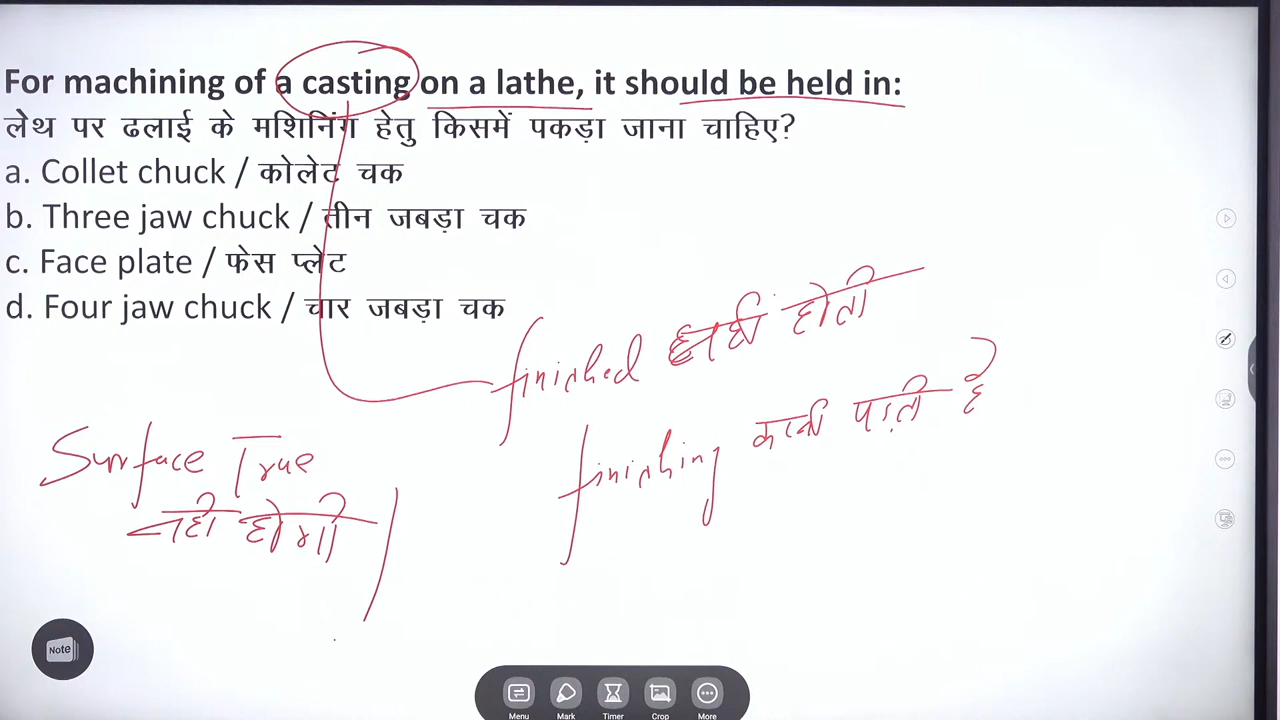 For machining of a casting on a lathe, it should be held in:
लेथ पर ढलाई के मशिनिंग हेतु किसमें पकड़ा जाना चाहिए?
a. Collet chuck / कोलेट चक
b. Three jaw chuck / तीन जबड़ा चक
c. Face plate / फेस प्लेट
d. Four jaw chuck / चार जबड़ा चक
finished नही होती
finishing करनी पड़ती है
Surface True
नही होगी
Note
Menu Mark Timer Crop More